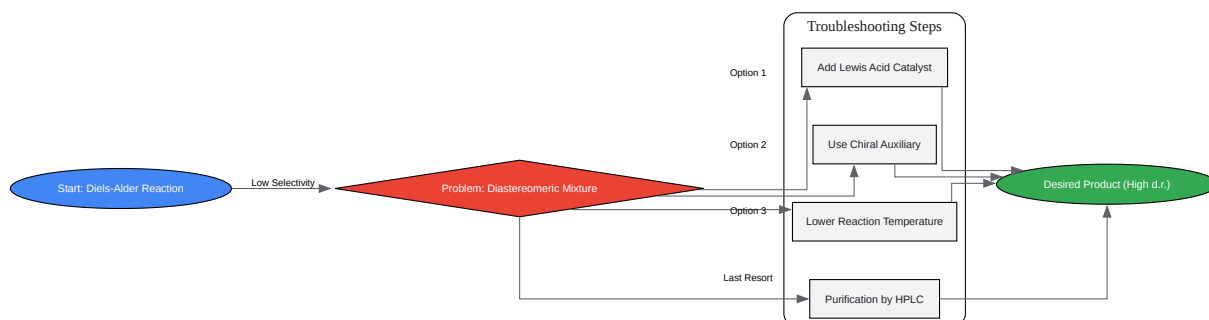 Troubleshooting Steps
Option 1
Add Lewis Acid Catalyst
Option 2
Use Chiral Auxiliary
Start: Diels-Alder Reaction
Low Selectivity
Problem: Diastereomeric Mixture
Desired Product (High d.r.)
Option 3
Lower Reaction Temperature
Last Resort
Purification by HPLC